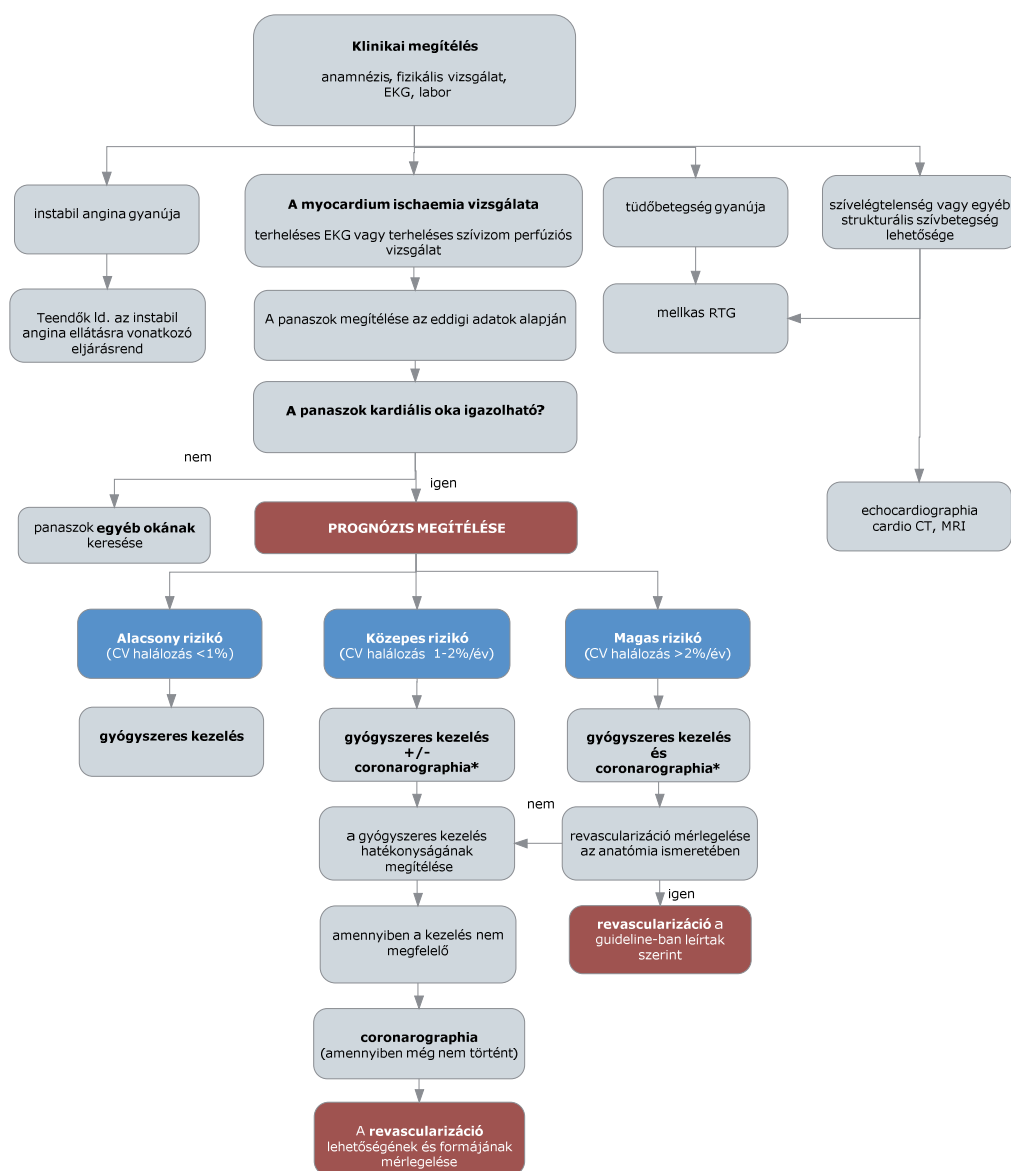 Klinikai megítélés
anamnézis, fizikális vizsgálat,
EKG, labor
instabil angina gyanúja
A myocardium ischaemia vizsgálata
terheléses EKG vagy terheléses szívizom perfúziós
vizsgálat
tüdőbetegség gyanúja
szívelégtelenség vagy egyéb
strukturális szívbetegség
lehetősége
Teendők ld. az instabil
angina ellátásra vonatkozó
eljárásrend
A panaszok megítélése az eddigi adatok alapján
mellkas RTG
A panaszok kardiális oka igazolható?
nem
igen
panaszok egyéb okának
keresése
PROGNÓZIS MEGÍTÉLÉSE
echocardiographia
cardio CT, MRI
Alacsony rizikó
(CV halálozás <1%)
Közepes rizikó
(CV halálozás 1-2%/év)
Magas rizikó
(CV halálozás >2%/év)
gyógyszeres kezelés
gyógyszeres kezelés
+/-
coronarographia*
gyógyszeres kezelés
és
coronarographia*
nem
a gyógyszeres kezelés
hatékonyságának
megítélése
revascularizáció mérlegelése
az anatómia ismeretében
igen
amennyiben a kezelés nem
megfelelő
revascularizáció a
guideline-ban leírtak
szerint
coronarographia
(amennyiben még nem történt)
A revascularizáció
lehetőségének és formájának
mérlegelése